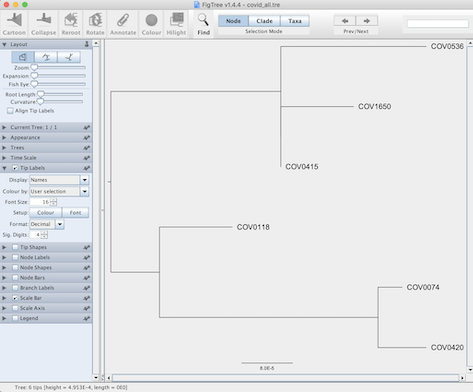 FigTree v1.4.4 - covid_all.tre
Cartoon Collapse Reroot Rotate Annotate Colour Hilight Find
Node Clade Taxa
Selection Mode
Prev/Next
Layout
Zoom:
Expansion:
Fish Eye:
Root Length:
Curvature:
Align Tip Labels
Current Tree: 1 / 1
Appearance
Trees
Time Scale
Tip Labels
Display: Names
Colour by: User selection
Font Size: 16
Setup: Colour Font
Format: Decimal
Sig. Digits: 4
Tip Shapes
Node Labels
Node Shapes
Node Bars
Branch Labels
Scale Bar
Scale Axis
Legend
COV0536
COV1650
COV0415
COV0118
COV0074
COV0420
6.0E-5
Tree: 6 tips [height = 4.953E-4, length = 003]